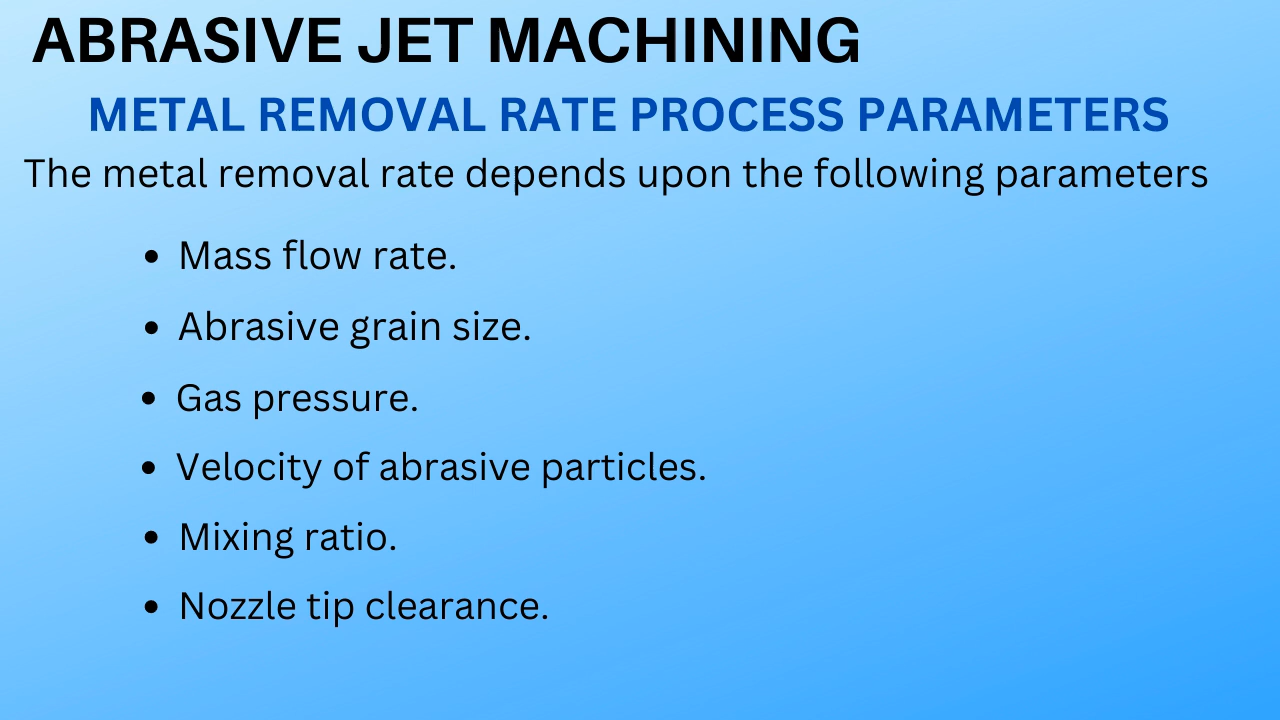 ABRASIVE JET MACHINING
METAL REMOVAL RATE PROCESS PARAMETERS
The metal removal rate depends upon the following parameters
• Mass flow rate.
• Abrasive grain size.
• Gas pressure.
• Velocity of abrasive particles.
• Mixing ratio.
• Nozzle tip clearance.